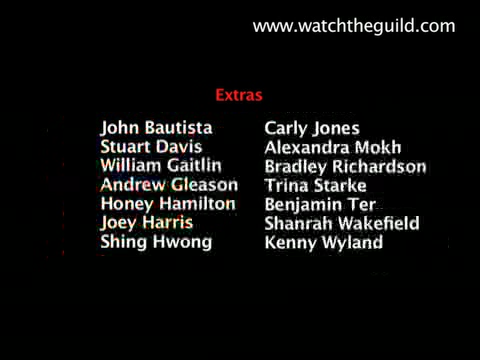 www.watchtheguild.com
Extras
John Bautista
Stuart Davis
William Gaitlin
Andrew Gleason
Honey Hamilton
Joey Harris
Shing Hwong
Carly Jones
Alexandra Mokh
Bradley Richardson
Trina Starke
Benjamin Ter
Shanrah Wakefield
Kenny Wyland